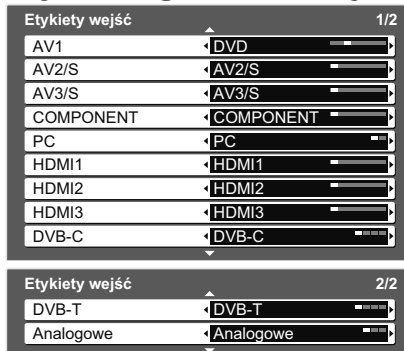 Etykiety wejść 1/2
AV1 DVD
AV2/S AV2/S
AV3/S AV3/S
COMPONENT COMPONENT
PC PC
HDMI1 HDMI1
HDMI2 HDMI2
HDMI3 HDMI3
DVB-C DVB-C
Etykiety wejść 2/2
DVB-T DVB-T
Analogowe Analogowe